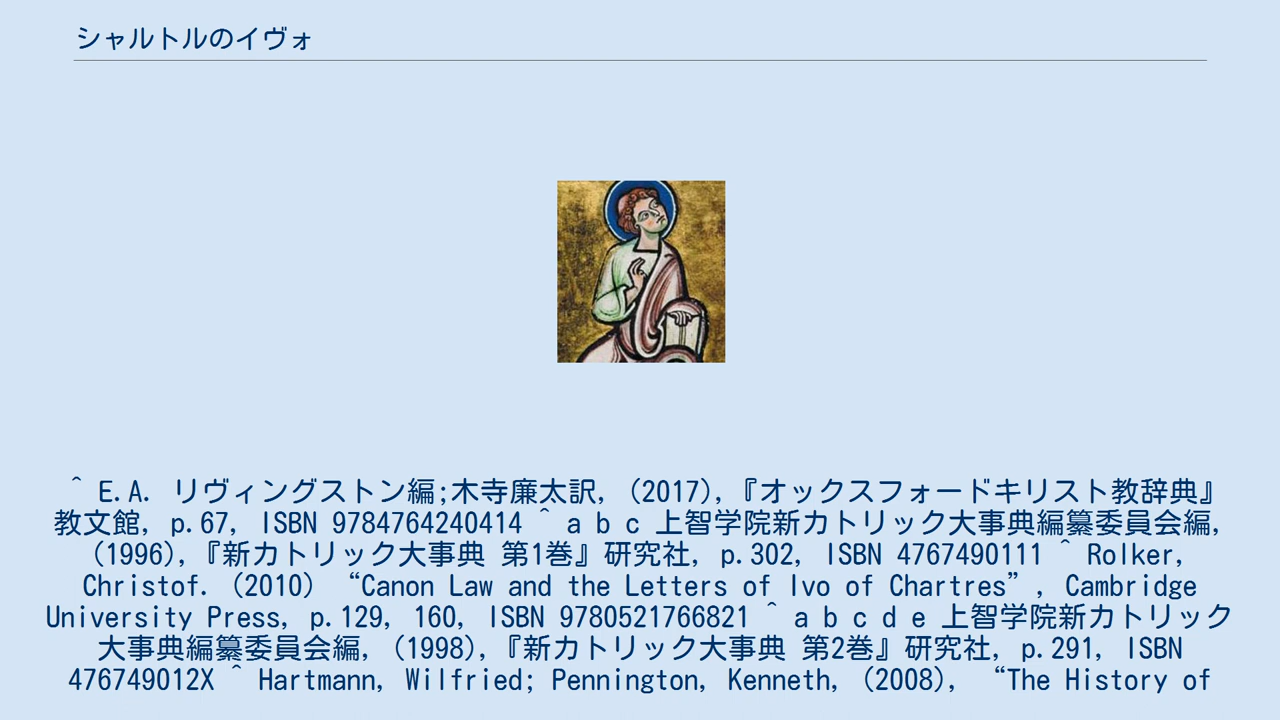 シャルトルのイヴォ
^ E.A. リヴィングストン編;木寺廉太訳, (2017),『オックスフォードキリスト教辞典』
教文館, p.67, ISBN 9784764240414 ^ a b c 上智学院新カトリック大事典編纂委員会編,
(1996),『新カトリック大事典 第1巻』研究社, p.302, ISBN 4767490111 ^ Rolker,
Christof. (2010) “Canon Law and the Letters of Ivo of Chartres”, Cambridge
University Press, p.129, 160, ISBN 9780521766821 ^ a b c d e 上智学院新カトリック
大事典編纂委員会編, (1998),『新カトリック大事典 第2巻』研究社, p.291, ISBN
476749012X ^ Hartmann, Wilfried; Pennington, Kenneth, (2008), “The History of